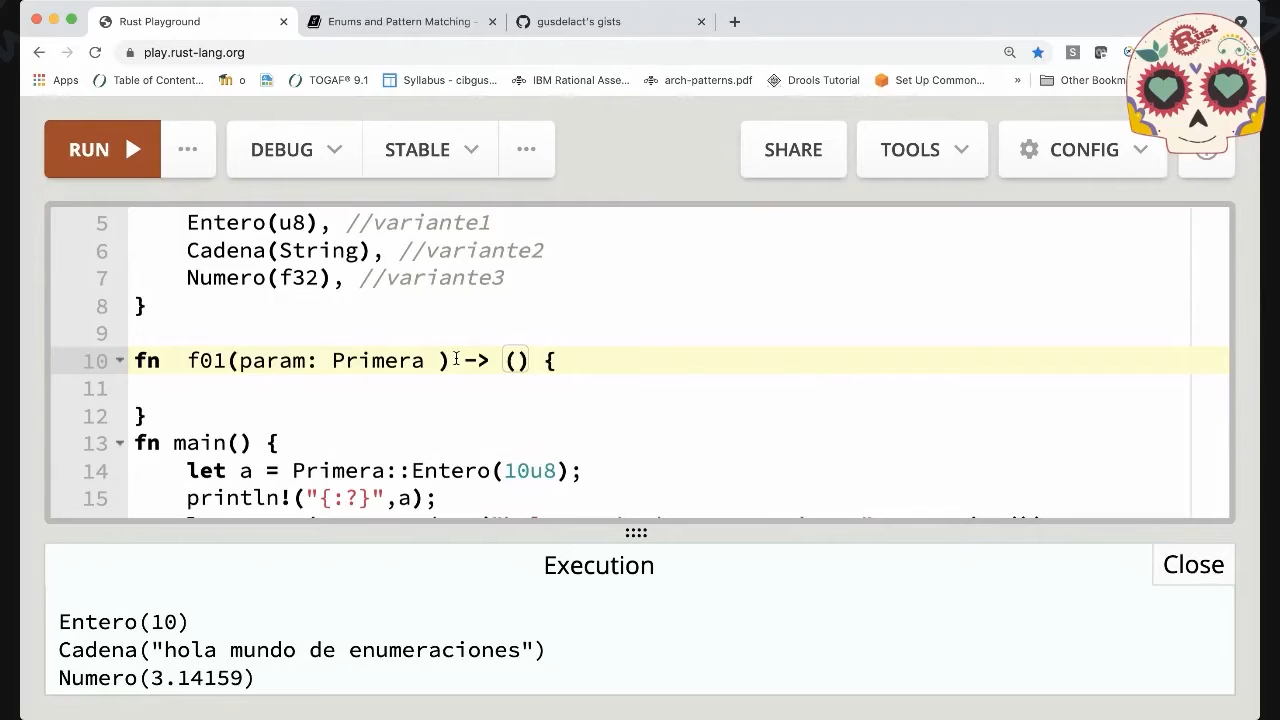 Rust Playground
Enums and Pattern Matching -
gusdelact's gists
play.rust-lang.org
S
Apps
Table of Content...
o
TOGAF® 9.1
Syllabus - cibgus...
IBM Rational Asse...
arch-patterns.pdf
Drools Tutorial
Set Up Common...
»
Other Bookm
Rust
RUN
DEBUG
STABLE
SHARE
TOOLS
CONFIG
5 Entero(u8), //variante1
6 Cadena(String), //variante2
7 Numero(f32), //variante3
8 }
9
10 fn f01(param: Primera ) -> () {
11
12 }
13 fn main() {
14 let a = Primera::Entero(10u8);
15 println!("{:?}",a);
Execution
Close
Entero(10)
Cadena("hola mundo de enumeraciones")
Numero(3.14159)